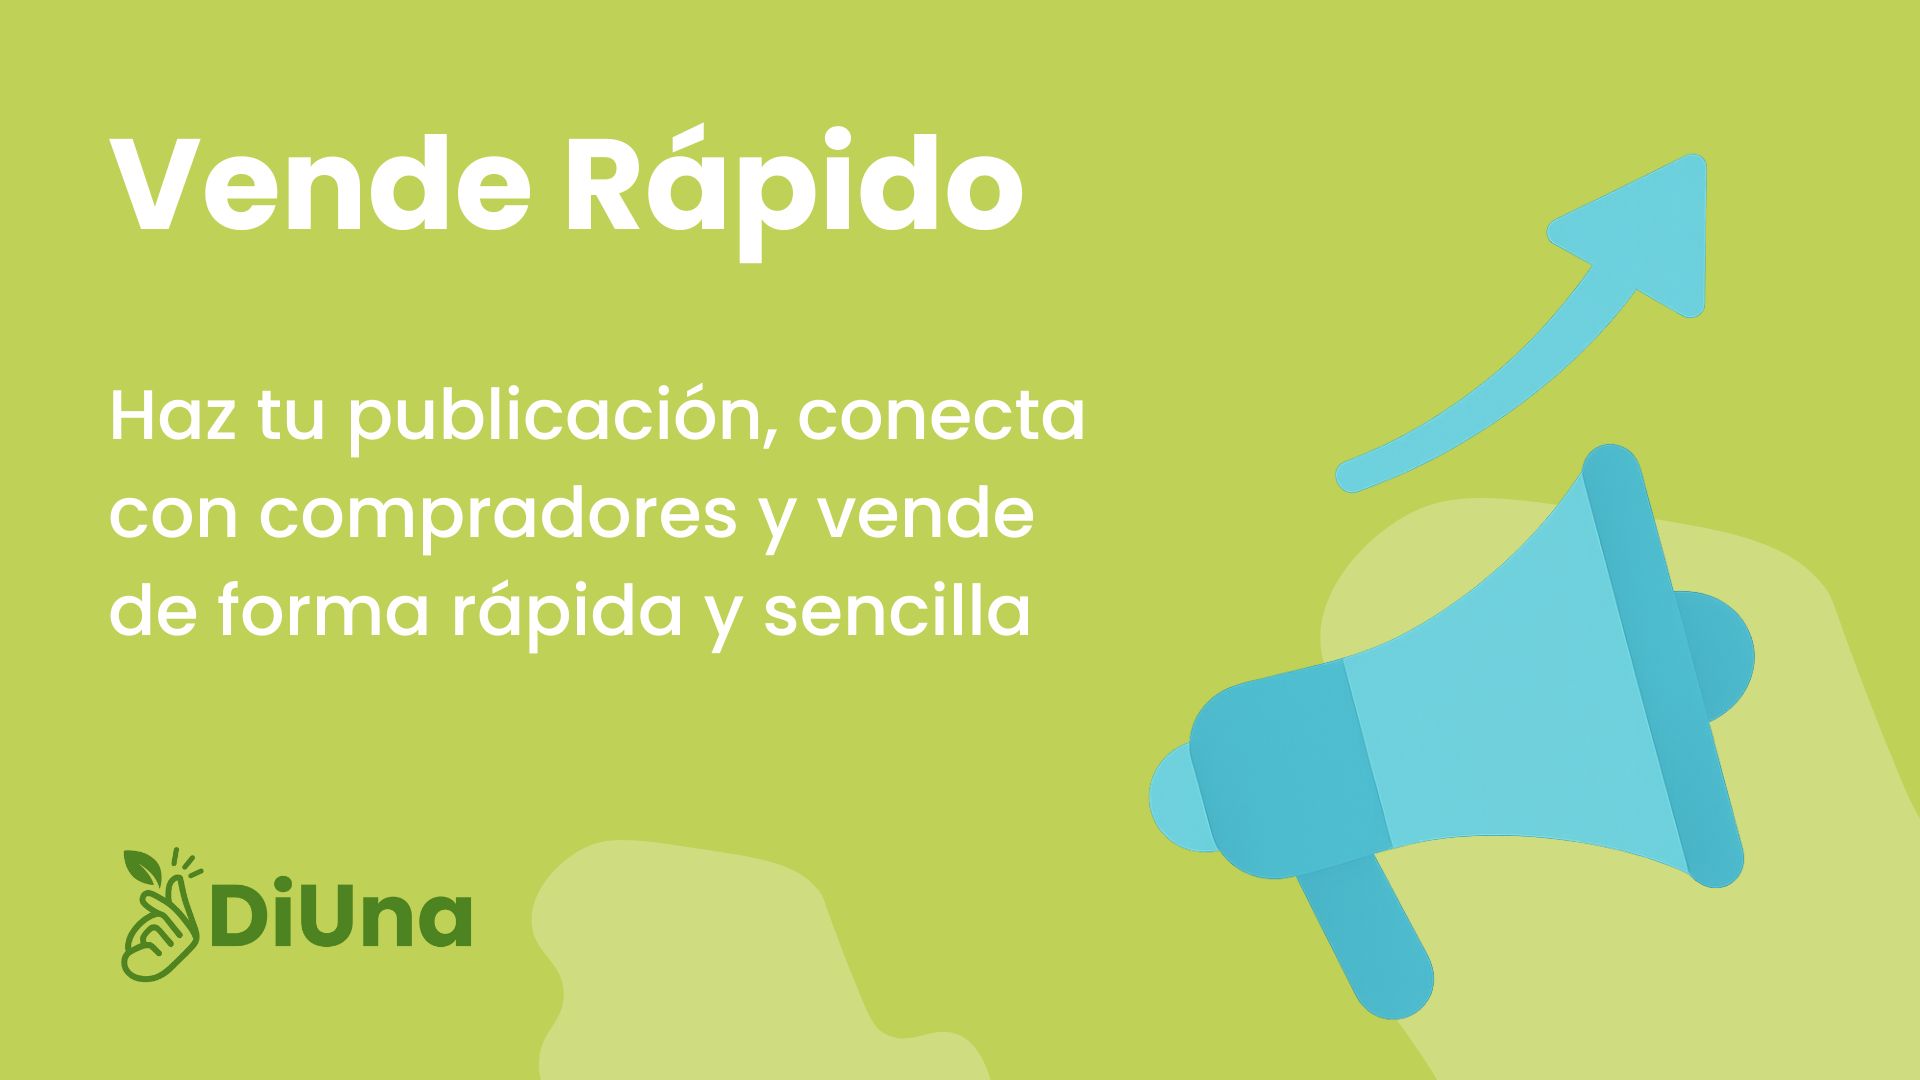 Vende Rápido
Haz tu publicación, conecta
con compradores y vende
de forma rápida y sencilla
DiUna